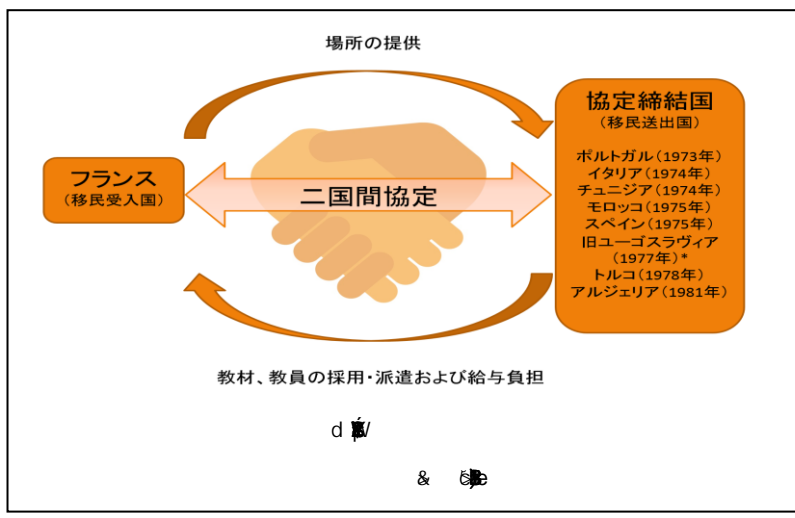 場所の提供
フランス
(移民受入国)
二国間協定
協定締結国
(移民送出国)
ポルトガル(1973年)
イタリア(1974年)
チュニジア(1974年)
モロッコ(1975年)
スペイン(1975年)
旧ユーゴスラヴィア
(1977年)*
トルコ(1978年)
アルジェリア(1981年)
教材、教員の採用・派遣および給与負担
d
&